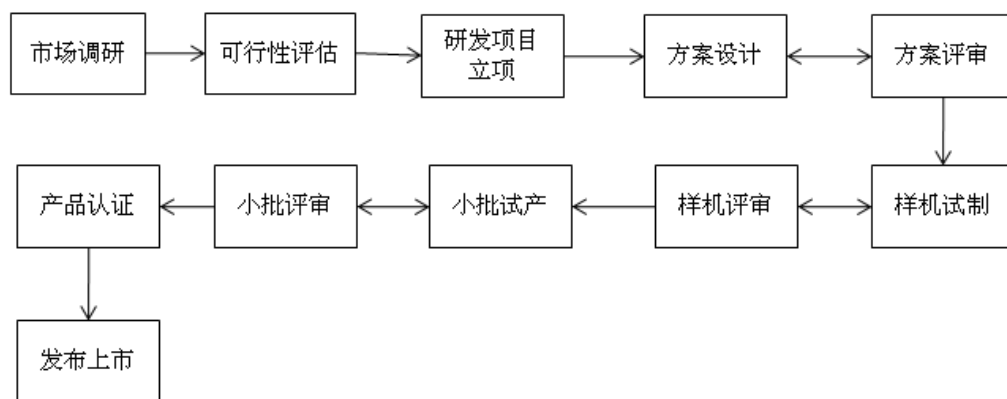 市场调研
可行性评估
研发项目
立项
方案设计
方案评审
产品认证
小批评审
小批试产
样机评审
样机试制
发布上市